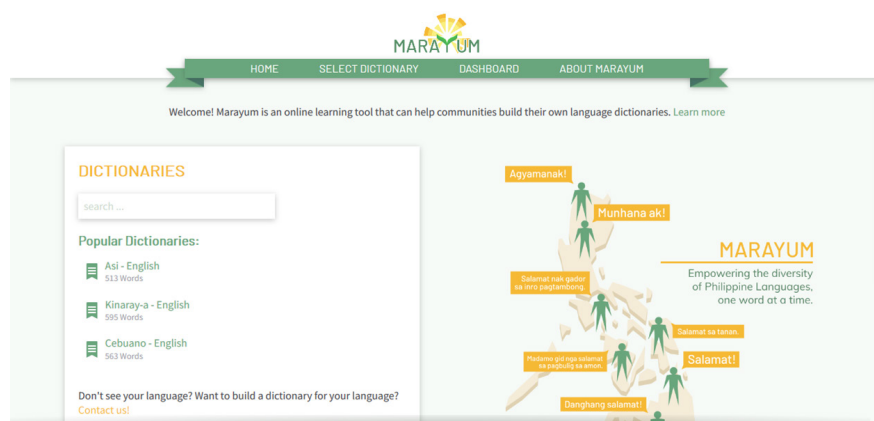 MARAYUM
HOME SELECT DICTIONARY DASHBOARD ABOUT MARAYUM
Welcome! Marayum is an online learning tool that can help communities build their own language dictionaries. Learn more
DICTIONARIES
search ...
Popular Dictionaries:
Asi - English
513 Words
Kinaray-a - English
595 Words
Cebuano - English
563 Words
Don't see your language? Want to build a dictionary for your language?
Contact us!
Agyamanak!
Munhana ak!
Salamat nak gador
sa inro pagtambong.
Salamat sa tanan.
Madamo gid nga salamat
sa pagbulig sa amon.
Salamat!
Danghang salamat!
MARAYUM
Empowering the diversity
of Philippine Languages,
one word at a time.